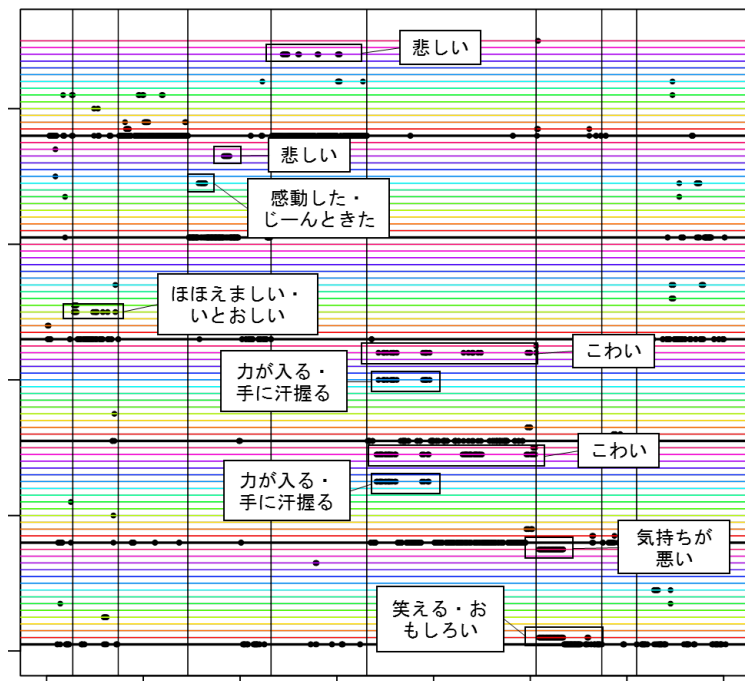 悲しい
悲しい
感動した・
じーんときた
ほほえましい・
いとおしい
こわい
力が入る・
手に汗握る
こわい
力が入る・
手に汗握る
気持ちが
悪い
笑える・お
もしろい